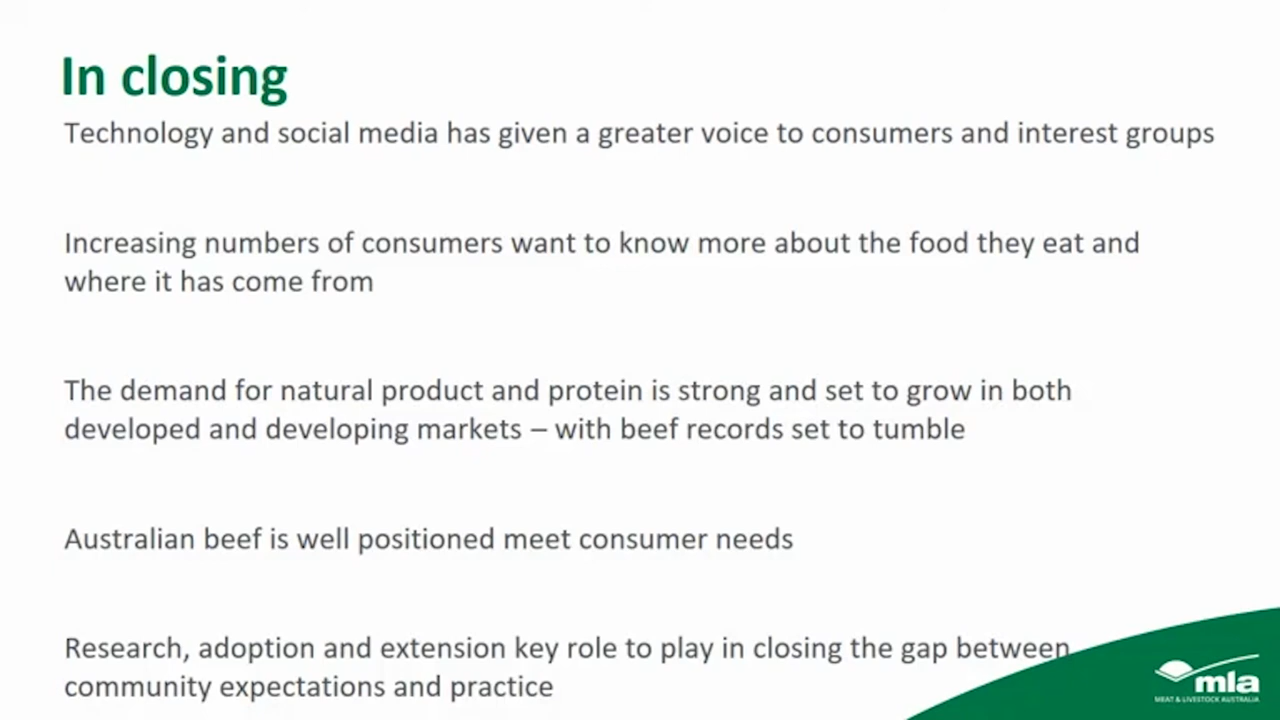 In closing
Technology and social media has given a greater voice to consumers and interest groups
Increasing numbers of consumers want to know more about the food they eat and
where it has come from
The demand for natural product and protein is strong and set to grow in both
developed and developing markets – with beef records set to tumble
Australian beef is well positioned meet consumer needs
Research, adoption and extension key role to play in closing the gap between
community expectations and practice
mla
MEAT & LIVESTOCK AUSTRALIA